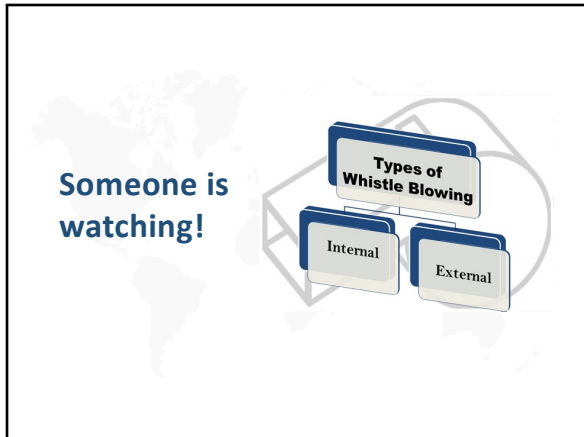 Someone is
watching!
Types of
Whistle Blowing
Internal
External